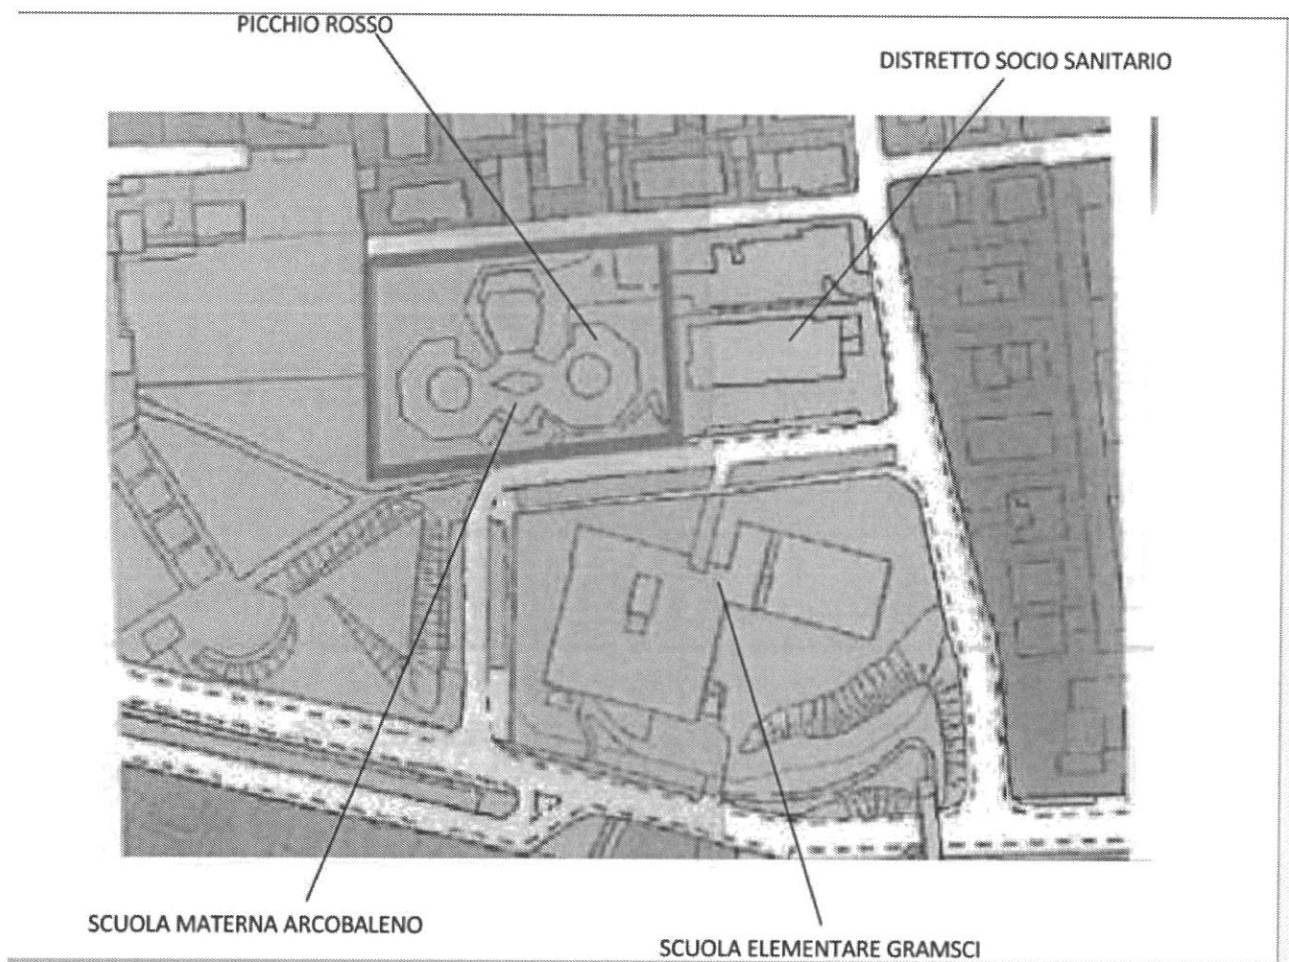 PICCHIO ROSSO
DISTRETTO SOCIO SANITARIO
SCUOLA MATERNA ARCOBALENO
SCUOLA ELEMENTARE GRAMSCI